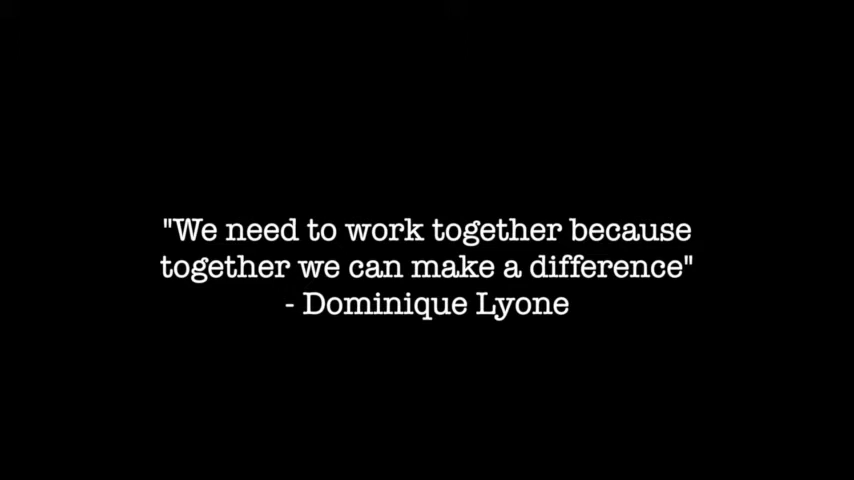 "We need to work together because
together we can make a difference"
- Dominique Lyone